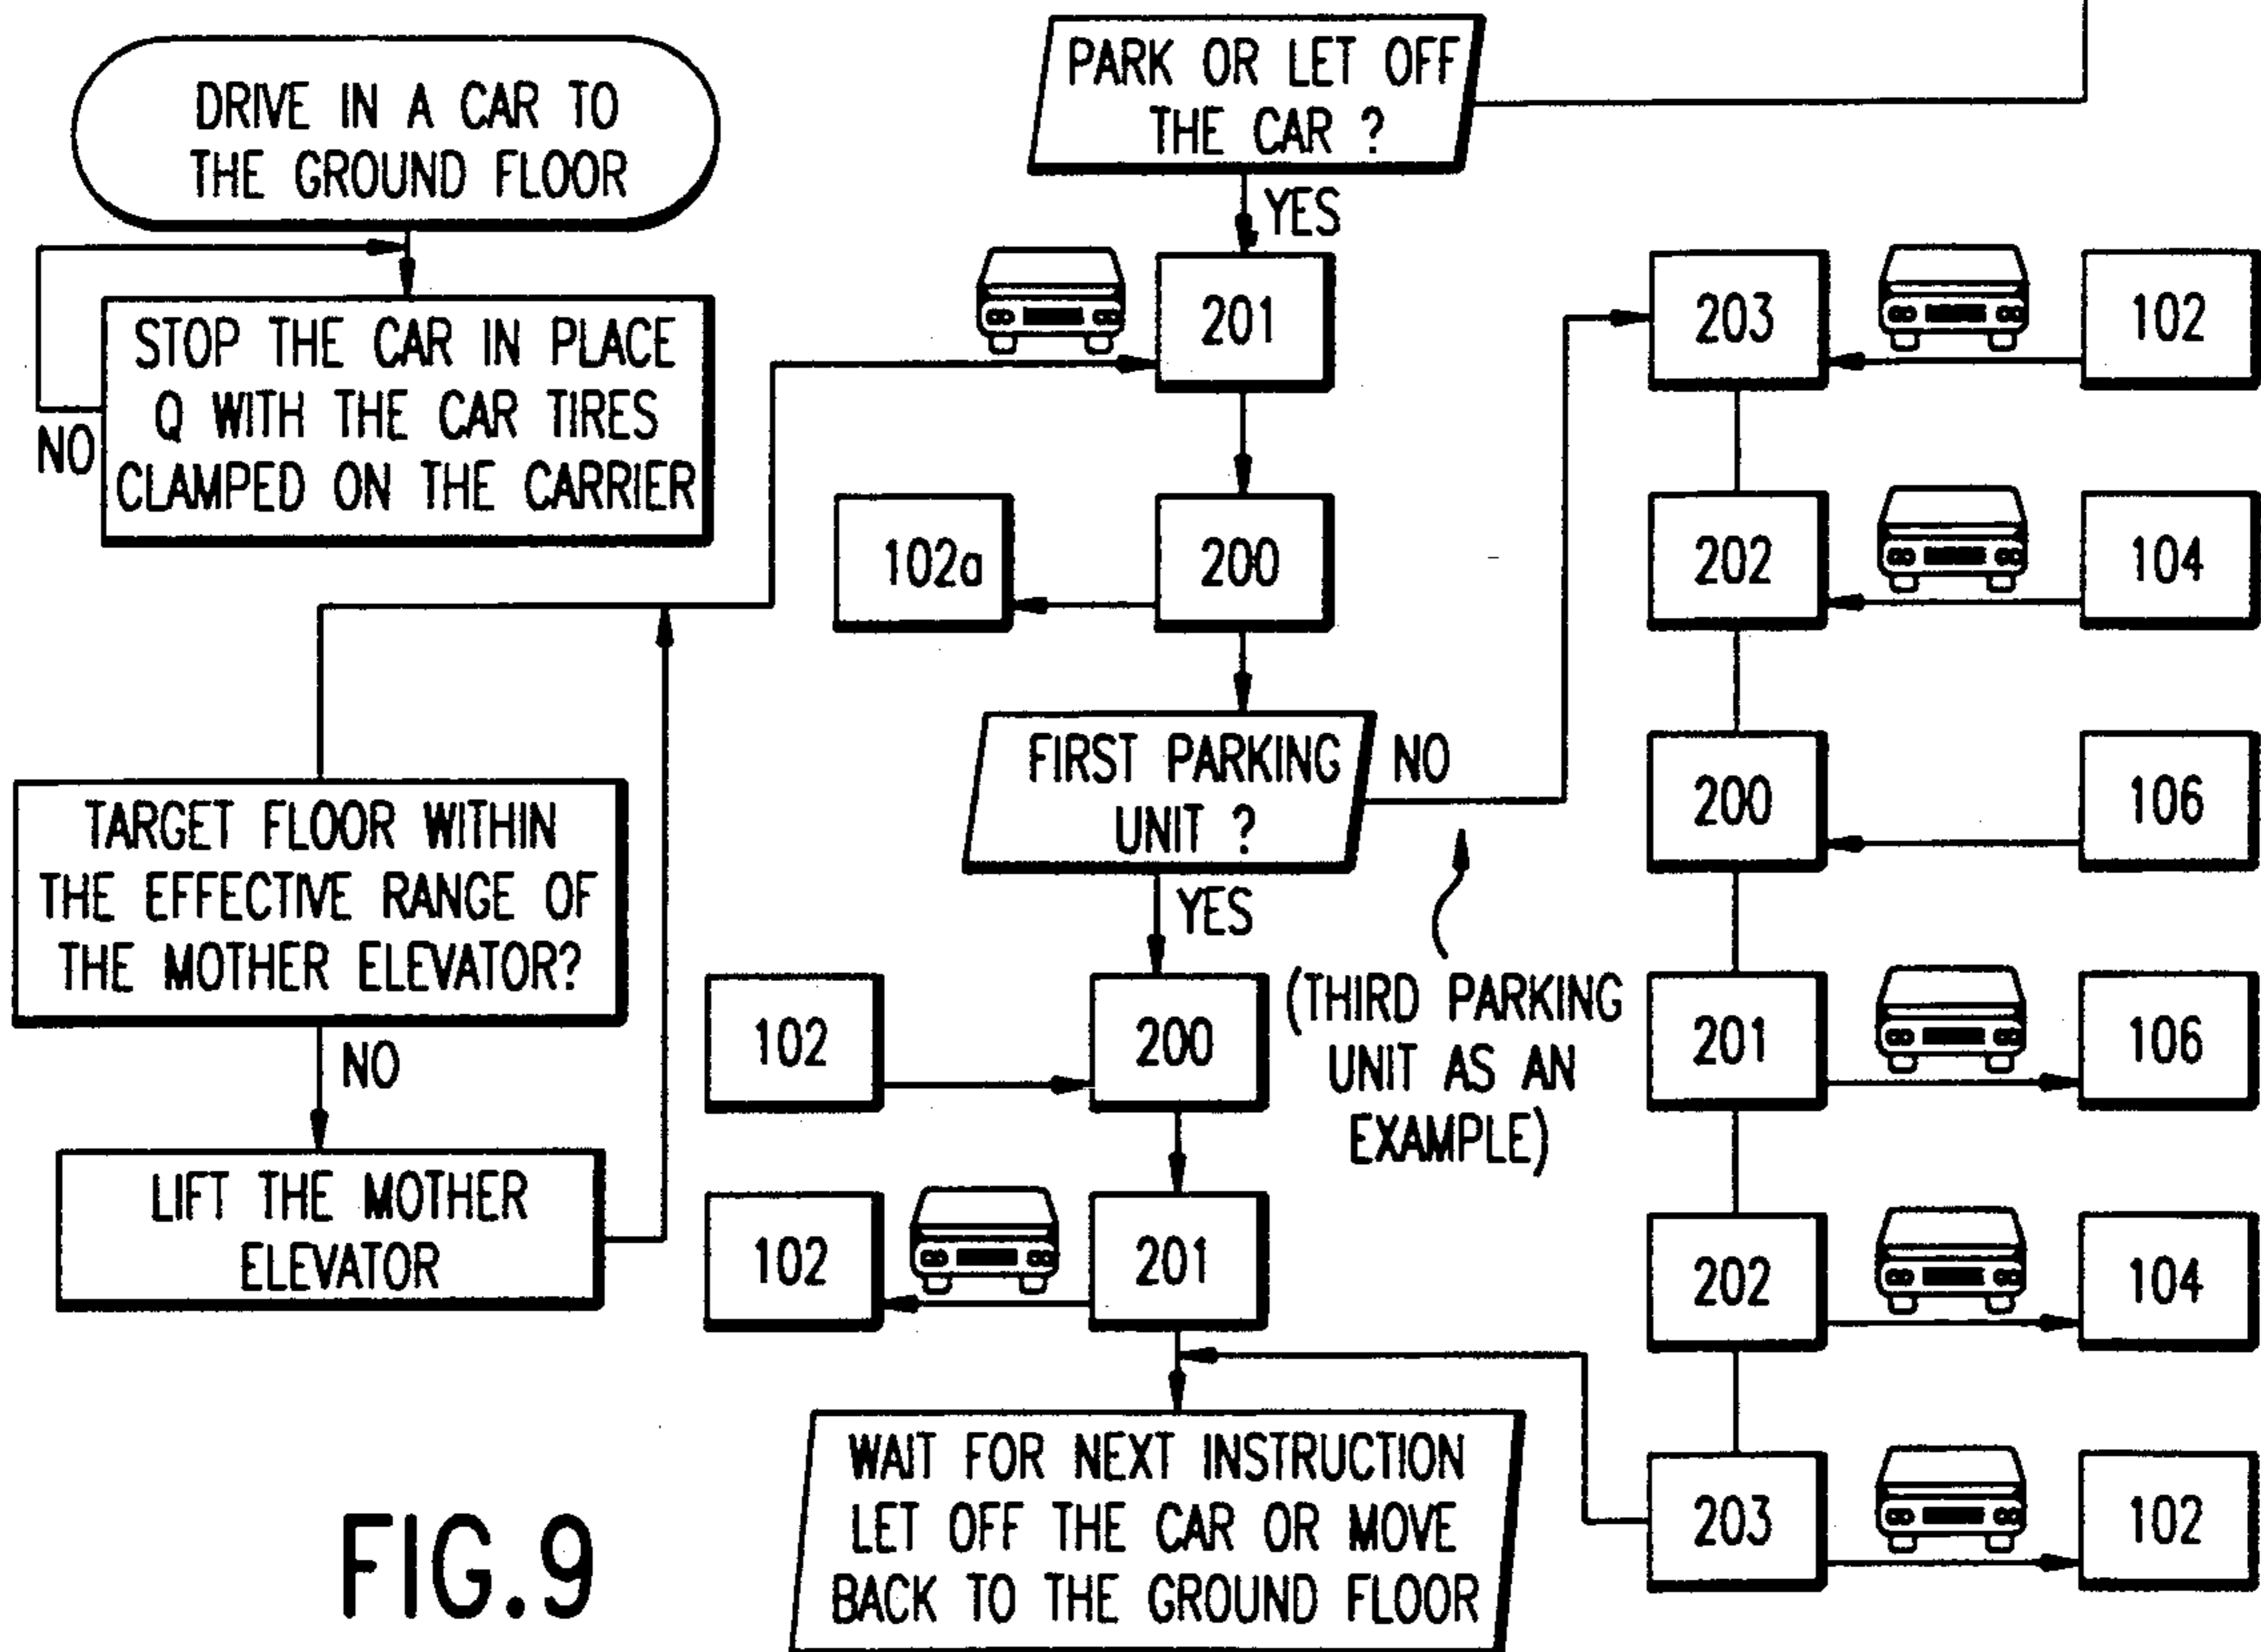 DRIVE IN A CAR TO
THE GROUND FLOOR
STOP THE CAR IN PLACE
Q WITH THE CAR TIRES
CLAMPED ON THE CARRIER
NO
TARGET FLOOR WITHIN
THE EFFECTIVE RANGE OF
THE MOTHER ELEVATOR?
NO
LIFT THE MOTHER
ELEVATOR
PARK OR LET OFF
THE CAR ?
YES
201
102a
200
FIRST PARKING
UNIT ?
NO
YES
(THIRD PARKING
UNIT AS AN
EXAMPLE)
102
200
102
201
WAIT FOR NEXT INSTRUCTION
LET OFF THE CAR OR MOVE
BACK TO THE GROUND FLOOR
203
102
202
104
200
106
201
106
202
104
203
102
FIG.9